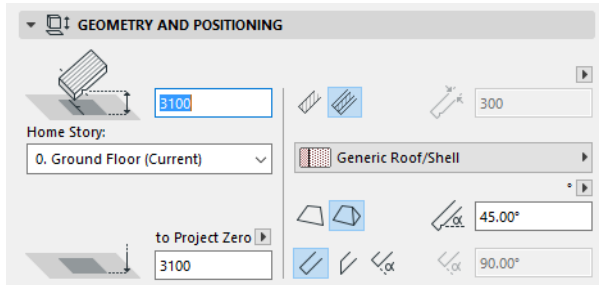 GEOMETRY AND POSITIONING
3100
300
Home Story:
0. Ground Floor (Current)
Generic Roof/Shell
°
α
45.00°
to Project Zero
3100
α
α
90.00°